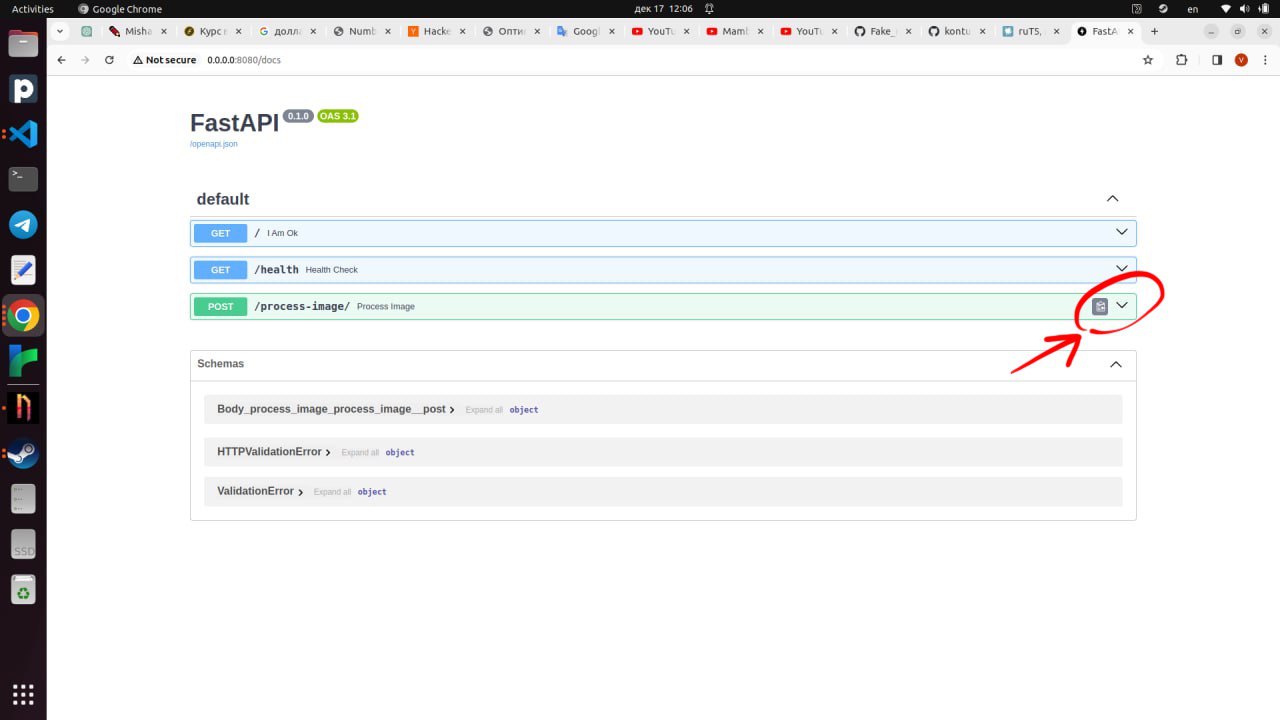 Activities Google Chrome дек 17 12:06 en
Misha Курс долла Numb Hacke Опти Googl YouTu Mamb YouTu Fake_ kontu ruT5, FastA
Not secure 0.0.0.0:8080/docs V
FastAPI 0.1.0 OAS 3.1
/openapi.json
default
GET / I Am Ok
GET /health Health Check
POST /process-image/ Process Image
Schemas
Body_process_image_process_image__post Expand all object
HTTPValidationError Expand all object
ValidationError Expand all object
SSD